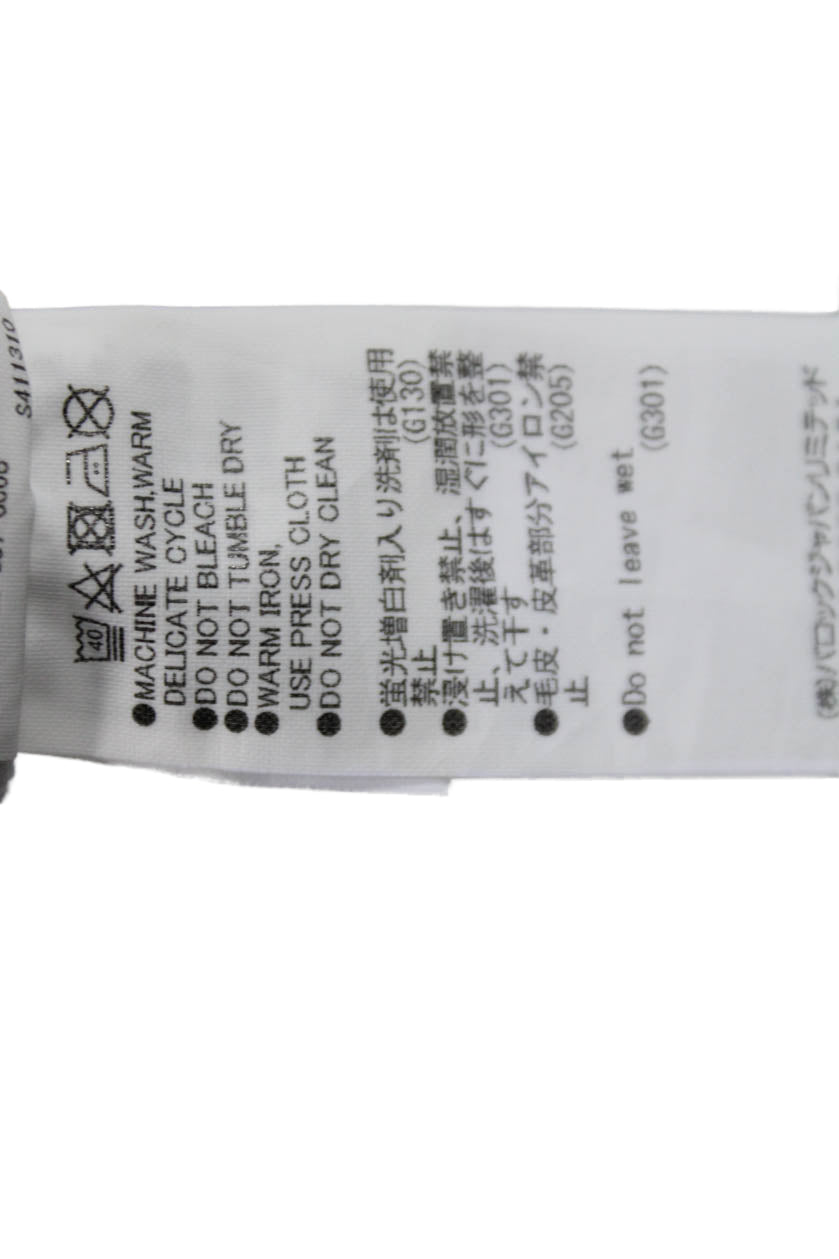 S411310
40
●MACHINE WASH,WARM
DELICATE CYCLE
●DO NOT BLEACH
●DO NOT TUMBLE DRY
●WARM IRON,
USE PRESS CLOTH
●DO NOT DRY CLEAN
●蛍光増白剤入り洗剤は使用
禁止 (G130)
●浸け置き禁止、湿潤放置禁
止、洗濯後はすぐに形を整
えて干す (G301)
●毛皮・皮革部分アイロン禁
止 (G205)
●Do not leave wet
(G301)
(株)バロックジャパンリミテッド